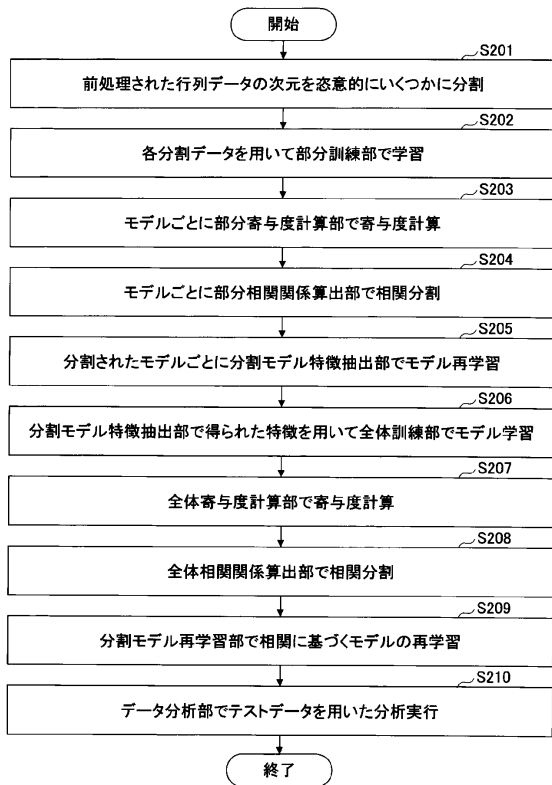 開始
S201
前処理された行列データの次元を恣意的にいくつかに分割
S202
各分割データを用いて部分訓練部で学習
S203
モデルごとに部分寄与度計算部で寄与度計算
S204
モデルごとに部分相関関係算出部で相関分割
S205
分割されたモデルごとに分割モデル特徴抽出部でモデル再学習
S206
分割モデル特徴抽出部で得られた特徴を用いて全体訓練部でモデル学習
S207
全体寄与度計算部で寄与度計算
S208
全体相関関係算出部で相関分割
S209
分割モデル再学習部で相関に基づくモデルの再学習
S210
データ分析部でテストデータを用いた分析実行
終了